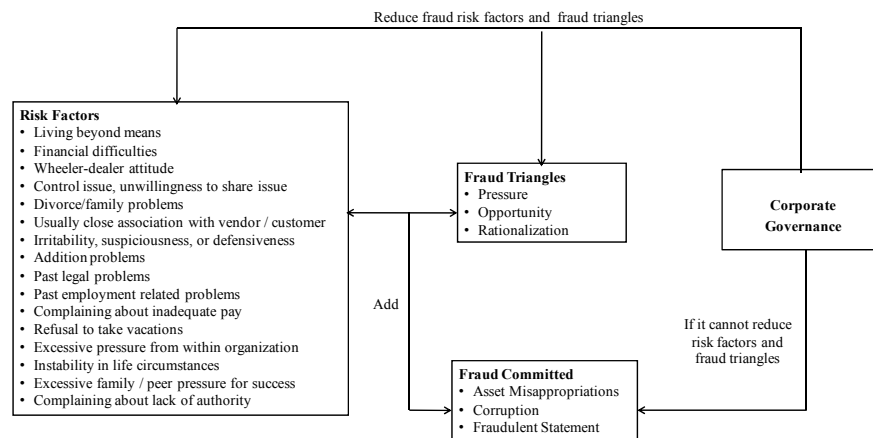 Reduce fraud risk factors and fraud triangles
Risk Factors
• Living beyond means
• Financial difficulties
• Wheeler-dealer attitude
• Control issue, unwillingness to share issue
• Divorce/family problems
• Usually close association with vendor / customer
• Irritability, suspiciousness, or defensiveness
• Addition problems
• Past legal problems
• Past employment related problems
• Complaining about inadequate pay
• Refusal to take vacations
• Excessive pressure from within organization
• Instability in life circumstances
• Excessive family / peer pressure for success
• Complaining about lack of authority
Fraud Triangles
• Pressure
• Opportunity
• Rationalization
Corporate
Governance
Add
If it cannot reduce
risk factors and
fraud triangles
Fraud Committed
• Asset Misappropriations
• Corruption
• Fraudulent Statement